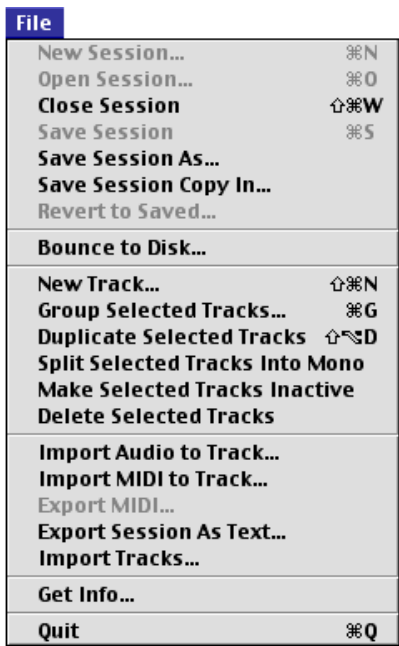 File
New Session... ⌘N
Open Session... ⌘O
Close Session ⇧⌘W
Save Session ⌘S
Save Session As...
Save Session Copy In...
Revert to Saved...
Bounce to Disk...
New Track... ⇧⌘N
Group Selected Tracks... ⌘G
Duplicate Selected Tracks ⇧⌥D
Split Selected Tracks Into Mono
Make Selected Tracks Inactive
Delete Selected Tracks
Import Audio to Track...
Import MIDI to Track...
Export MIDI...
Export Session As Text...
Import Tracks...
Get Info...
Quit ⌘Q